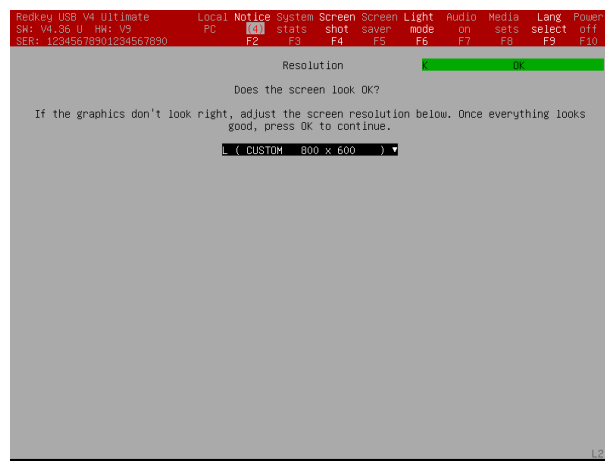 Redkey USB V4 Ultimate Local Notice System Screen Screen Light Audio Media Lang Power
SW: V4.36 U HW: V9 PC (4) stats shot saver mode on sets select off
SER: 12345678901234567890 F2 F3 F4 F5 F6 F7 F8 F9 F10
Resolution K OK
Does the screen look OK?
If the graphics don't look right, adjust the screen resolution below. Once everything looks
good, press OK to continue.
L ( CUSTOM 800 x 600 ) ▼
L2